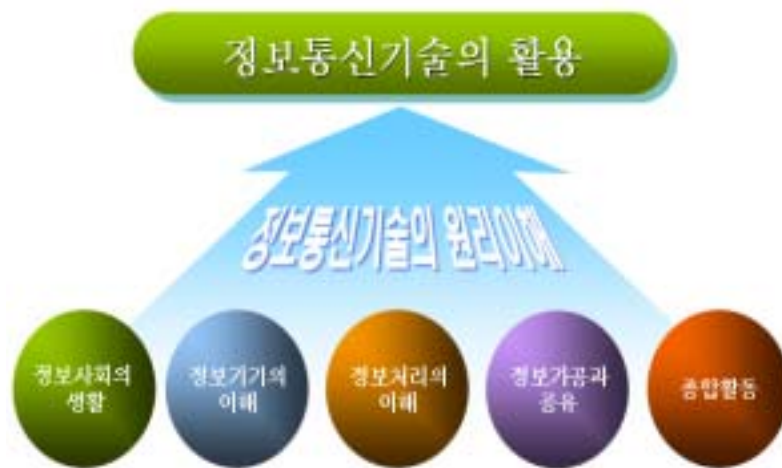 정보통신기술의 활용
정보통신기술의 원리이해
정보사회의
생활
정보기기의
이해
정보처리의
이해
정보가공과
공유
종합활동